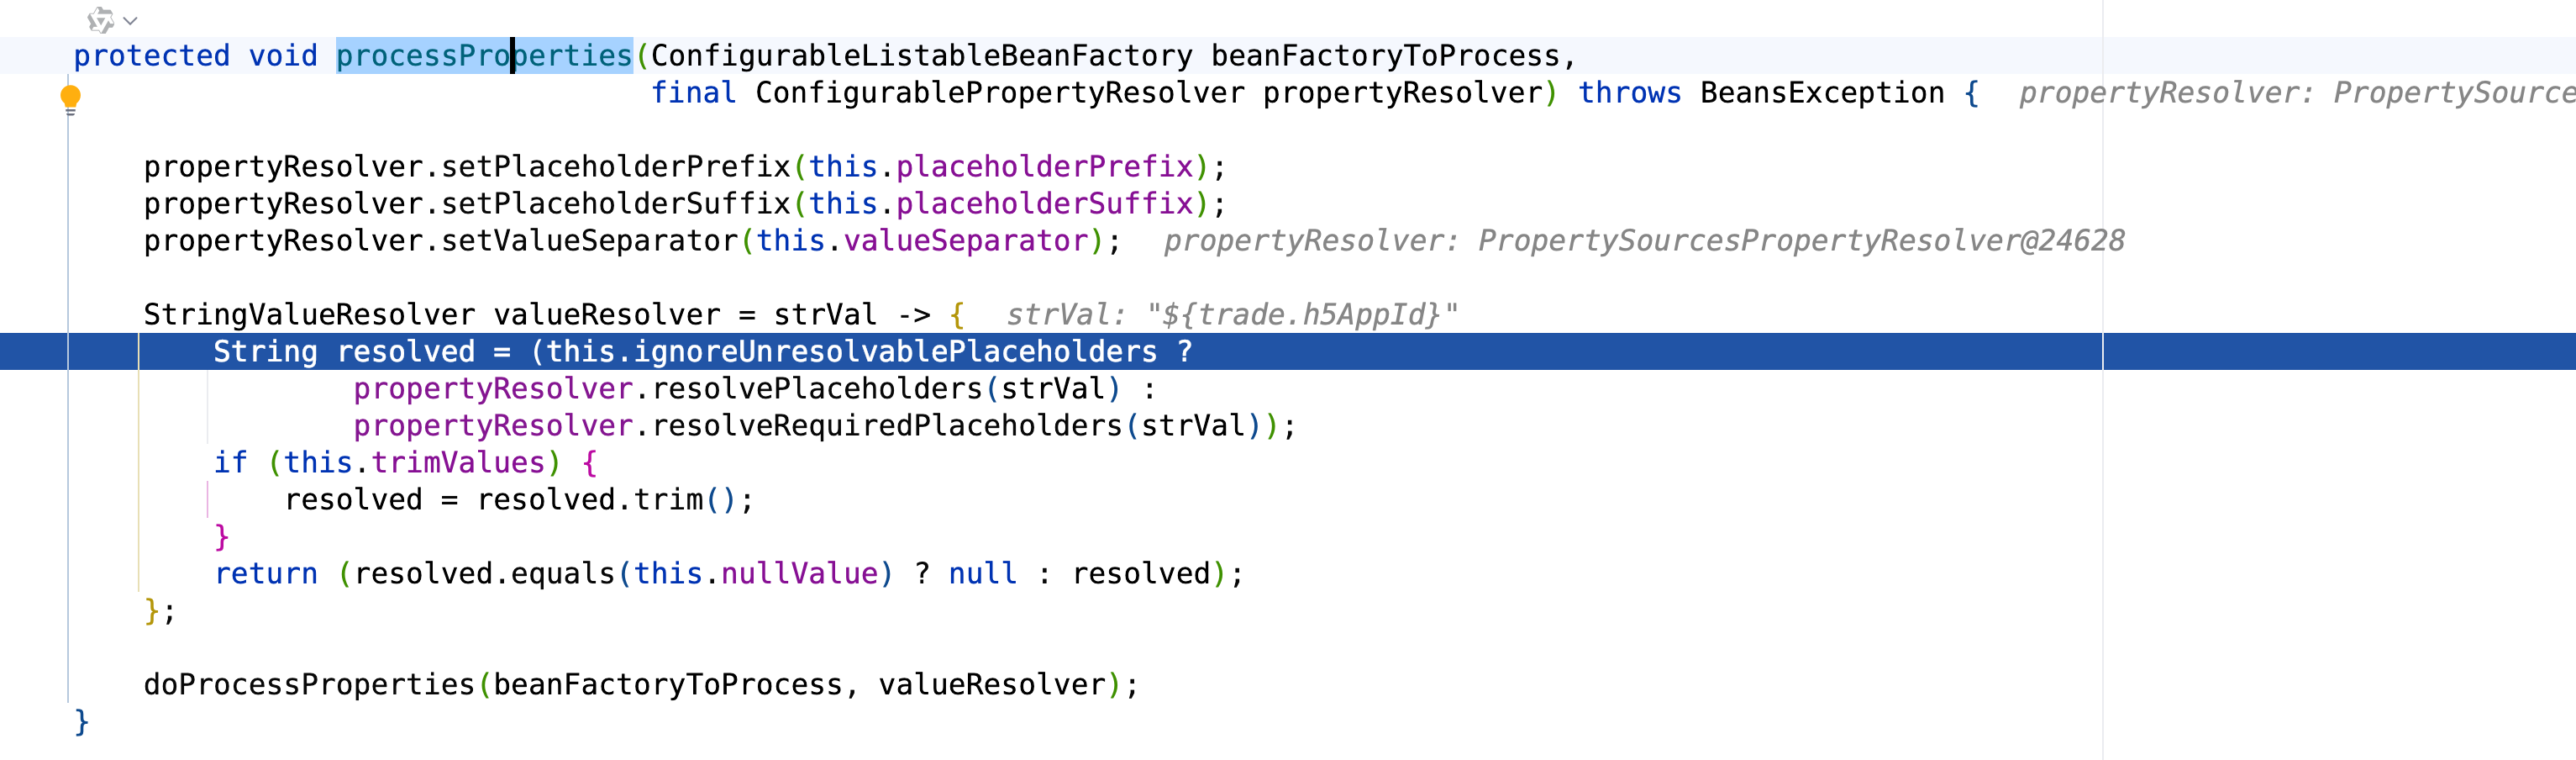 protected void processProperties(ConfigurableListableBeanFactory beanFactoryToProcess,
final ConfigurablePropertyResolver propertyResolver) throws BeansException { propertyResolver: PropertySource
propertyResolver.setPlaceholderPrefix(this.placeholderPrefix);
propertyResolver.setPlaceholderSuffix(this.placeholderSuffix);
propertyResolver.setValueSeparator(this.valueSeparator); propertyResolver: PropertySourcesPropertyResolver@24628
StringValueResolver valueResolver = strVal -> { strVal: "${trade.h5AppId}"
String resolved = (this.ignoreUnresolvablePlaceholders ?
propertyResolver.resolvePlaceholders(strVal) :
propertyResolver.resolveRequiredPlaceholders(strVal));
if (this.trimValues) {
resolved = resolved.trim();
}
return (resolved.equals(this.nullValue) ? null : resolved);
};
doProcessProperties(beanFactoryToProcess, valueResolver);
}